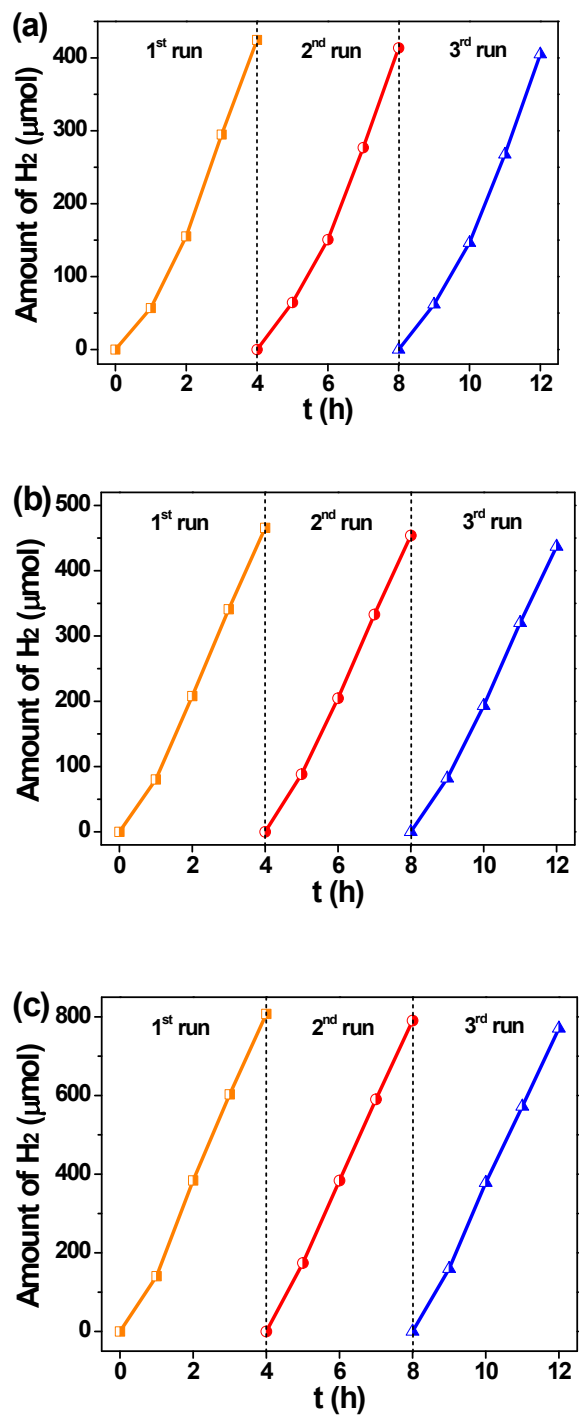 (a)
1st run 2nd run 3rd run
400
300
200
100
0
Amount of H2 (μmol)
0 2 4 6 8 10 12
t (h)
(b)
500
1st run 2nd run 3rd run
400
300
200
100
0
Amount of H2 (μmol)
0 2 4 6 8 10 12
t (h)
(c)
800
1st run 2nd run 3rd run
600
400
200
0
Amount of H2 (μmol)
0 2 4 6 8 10 12
t (h)